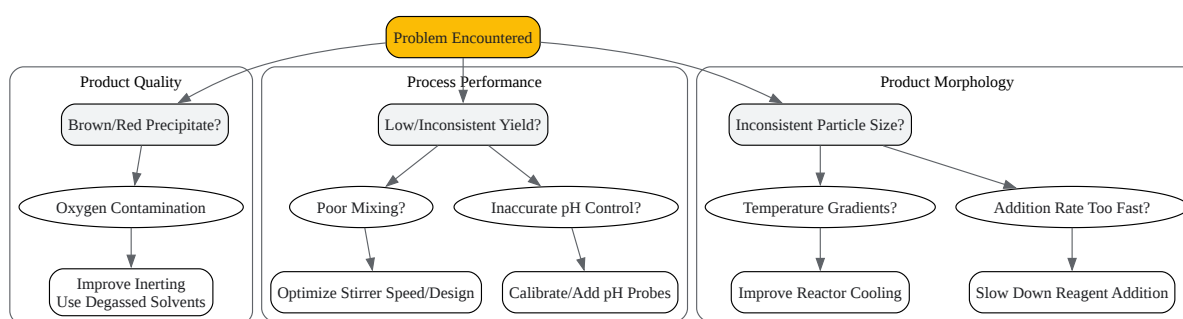 Problem Encountered
Product Quality
Process Performance
Product Morphology
Brown/Red Precipitate?
Low/Inconsistent Yield?
Inconsistent Particle Size?
Oxygen Contamination
Poor Mixing?
Inaccurate pH Control?
Temperature Gradients?
Addition Rate Too Fast?
Improve Inerting
Use Degassed Solvents
Optimize Stirrer Speed/Design
Calibrate/Add pH Probes
Improve Reactor Cooling
Slow Down Reagent Addition